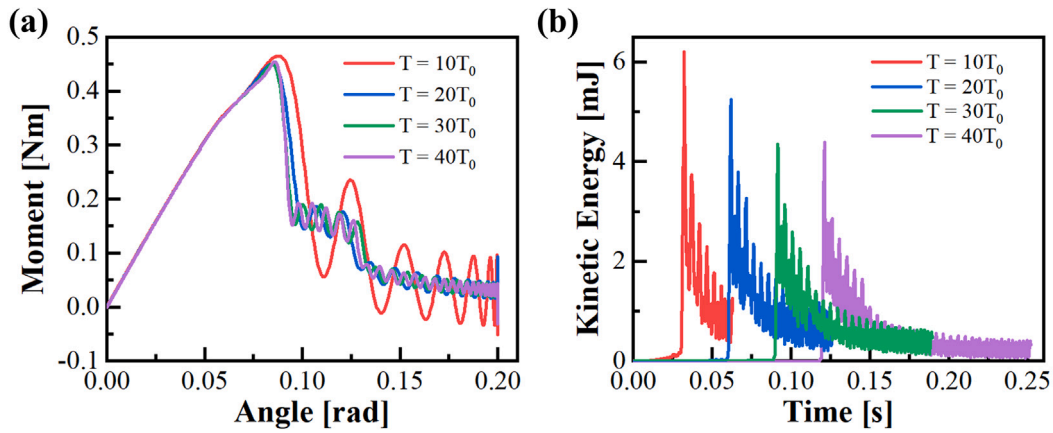 (a)
Moment [Nm]
0.5
0.4
0.3
0.2
0.1
0.0
-0.1
T = 10T₀
T = 20T₀
T = 30T₀
T = 40T₀
0.00 0.05 0.10 0.15 0.20
Angle [rad]
(b)
Kinetic Energy [mJ]
6
4
2
0
T = 10T₀
T = 20T₀
T = 30T₀
T = 40T₀
0.00 0.05 0.10 0.15 0.20 0.25
Time [s]